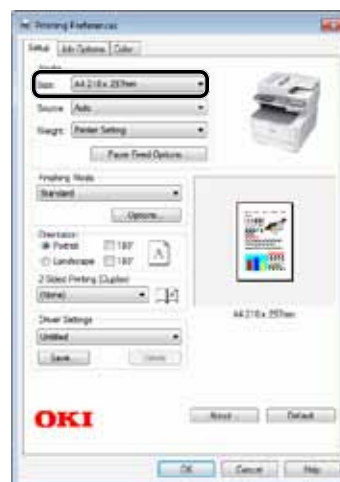 Printing Preferences
Setup Job Options Color
Media
Size: A4 210 x 297mm
Source: Auto
Weight: Printer Setting
Paper Feed Options...
Finishing Mode
Standard
Options...
Orientation
Portrait 180°
Landscape 180°
A
2 Sided Printing (Duplex)
(None)
A4 210 x 297mm
Driver Settings
Untitled
Save...
OKI
About... Default
OK Cancel Help